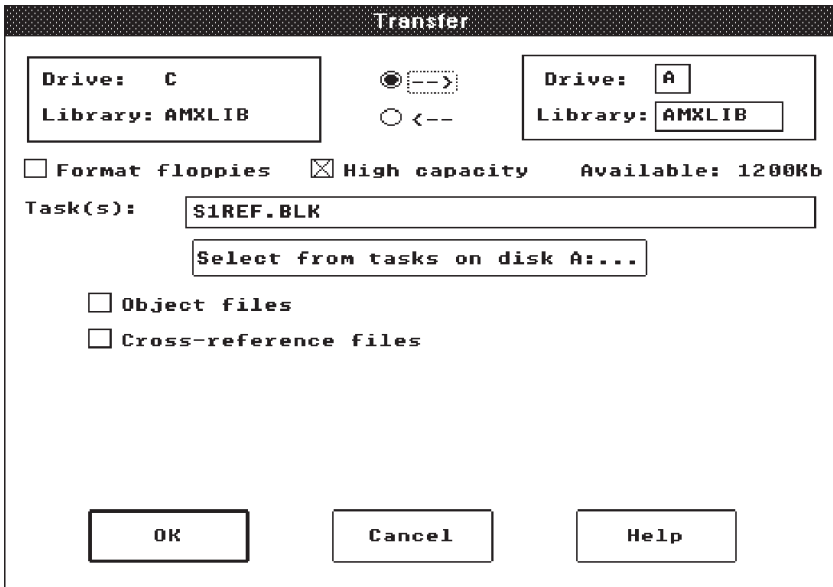 Transfer
Drive: C
Library: AMXLIB
-->
<--
Drive: A
Library: AMXLIB
Format floppies
High capacity
Available: 1200Kb
Task(s): S1REF.BLK
Select from tasks on disk A:...
Object files
Cross-reference files
OK
Cancel
Help